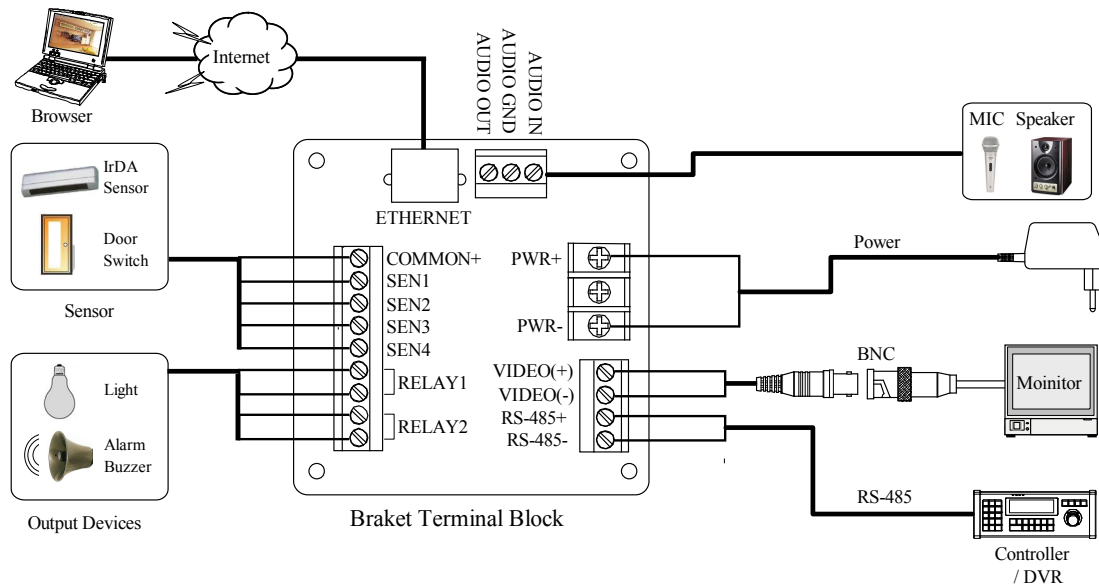 Browser
Internet
AUDIO OUT
AUDIO GND
AUDIO IN
MIC Speaker
IrDA
Sensor
Door
Switch
Sensor
ETHERNET
COMMON+
SEN1
SEN2
SEN3
SEN4
RELAY1
RELAY2
PWR+
PWR-
Power
VIDEO(+)
VIDEO(-)
RS-485+
RS-485-
BNC
Moinitor
Light
Alarm
Buzzer
Output Devices
Braket Terminal Block
RS-485
Controller
/ DVR